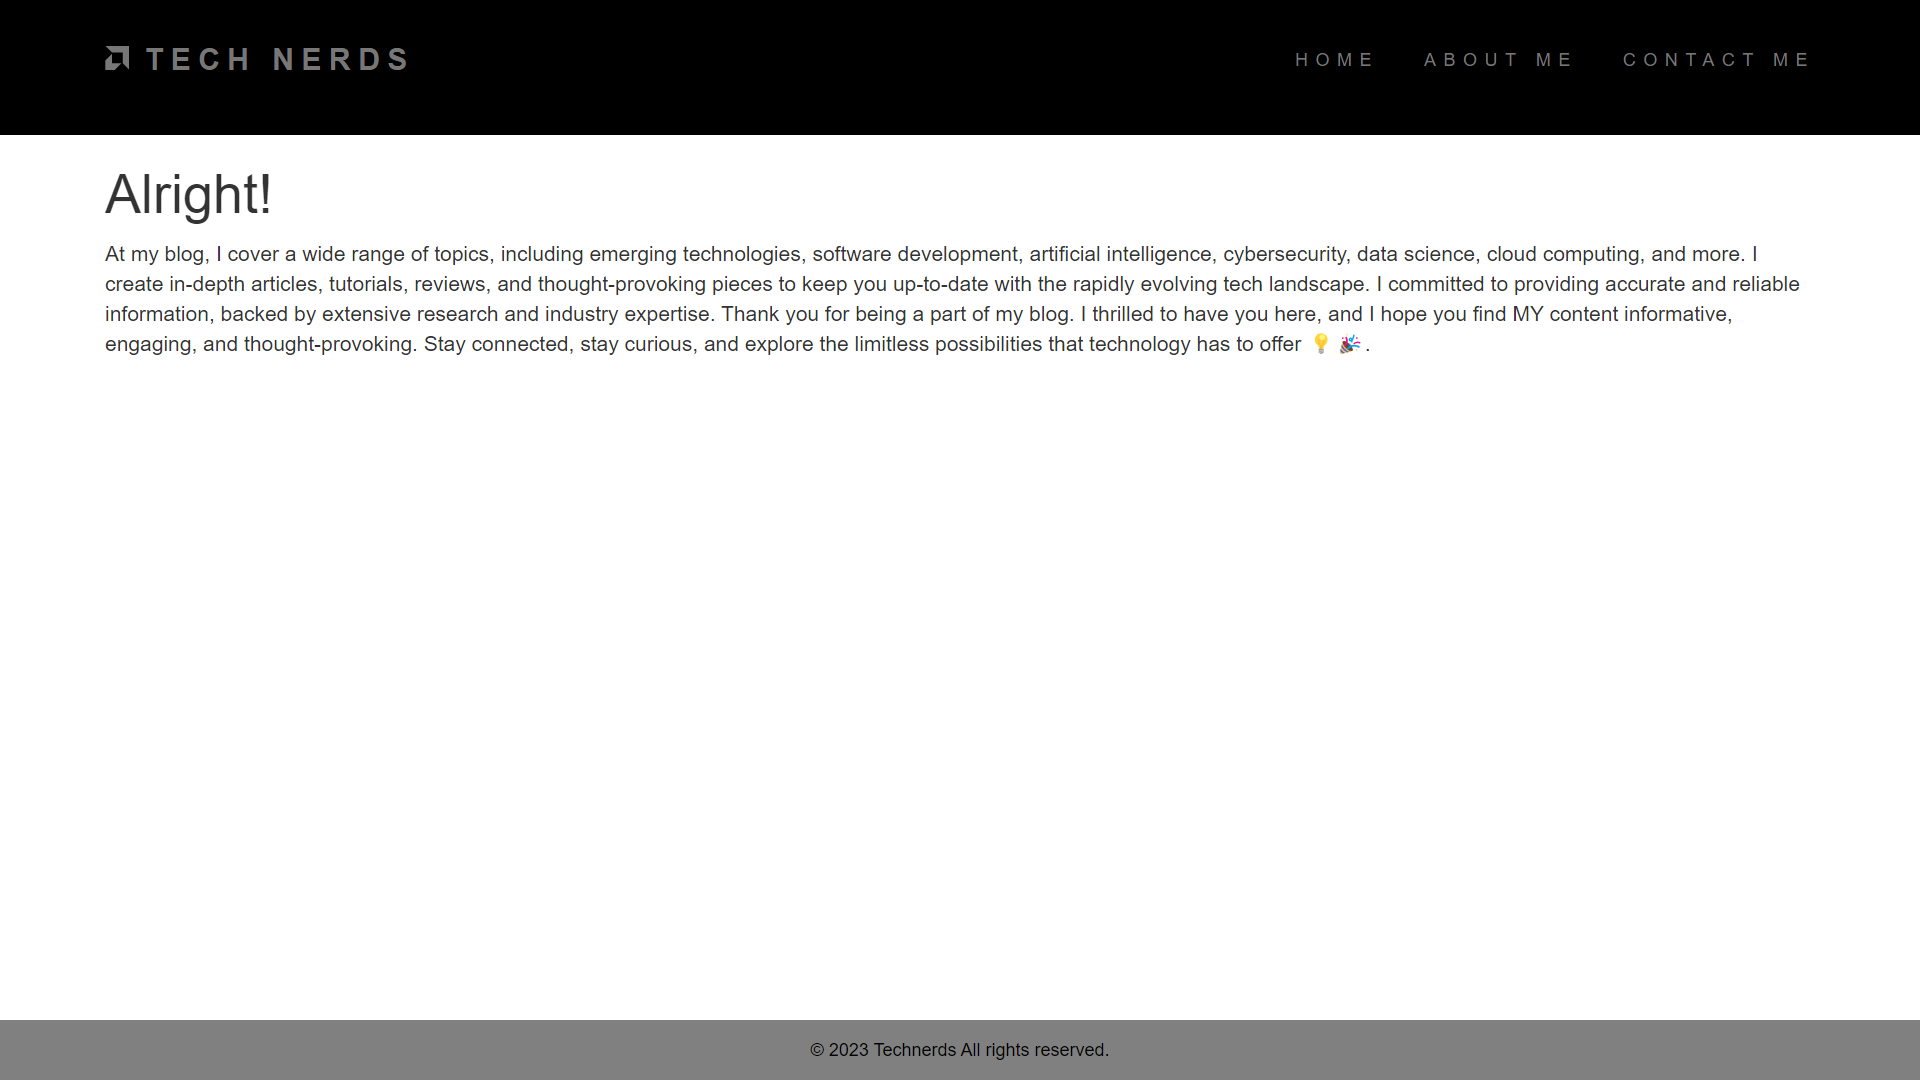 TECH NERDS
HOME ABOUT ME CONTACT ME
Alright!
At my blog, I cover a wide range of topics, including emerging technologies, software development, artificial intelligence, cybersecurity, data science, cloud computing, and more. I
create in-depth articles, tutorials, reviews, and thought-provoking pieces to keep you up-to-date with the rapidly evolving tech landscape. I committed to providing accurate and reliable
information, backed by extensive research and industry expertise. Thank you for being a part of my blog. I thrilled to have you here, and I hope you find MY content informative,
engaging, and thought-provoking. Stay connected, stay curious, and explore the limitless possibilities that technology has to offer 💡 🎉 .
© 2023 Technerds All rights reserved.